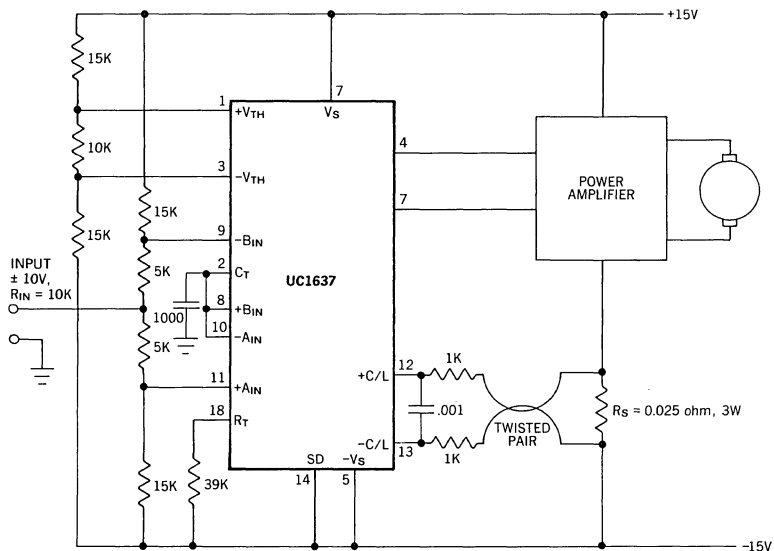 +15V
15K
7
1
+VTH
VS
10K
4
3
-VTH
POWER
AMPLIFIER
7
15K
15K
9
-BIN
INPUT
± 10V,
RIN = 10K
5K
2
CT
UC1637
1000
8
+BIN
10
-AIN
5K
12
1K
+C/L
11
+AIN
.001
RS = 0.025 ohm, 3W
18
RT
TWISTED
PAIR
-C/L
13
1K
15K
39K
SD
-VS
14
5
-15V